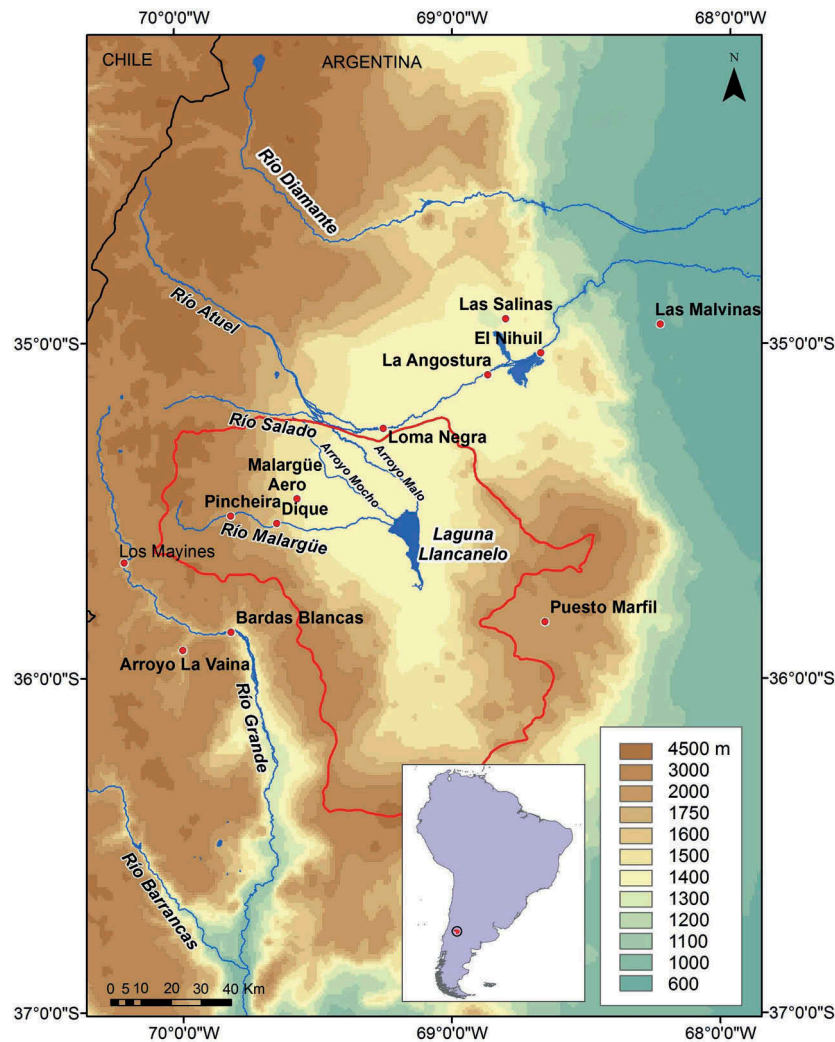 70°0'0"W
69°0'0"W
68°0'0"W
CHILE
ARGENTINA
N
Río Diamante
Río Atuel
Las Salinas
Las Malvinas
35°0'0"S
35°0'0"S
El Nihuil
La Angostura
Río Salado
Loma Negra
Arroyo Mocho
Arroyo Malo
Malargüe
Aero
Pincheira
Dique
Río Malargüe
Laguna
Llancanelo
Los Mayines
Bardas Blancas
Puesto Marfil
Arroyo La Vaina
36°0'0"S
36°0'0"S
Río Grande
Río Barrancas
4500 m
3000
2000
1750
1600
1500
1400
1300
1200
1100
1000
600
0 5 10 20 30 40 Km
37°0'0"S
37°0'0"S
70°0'0"W
69°0'0"W
68°0'0"W